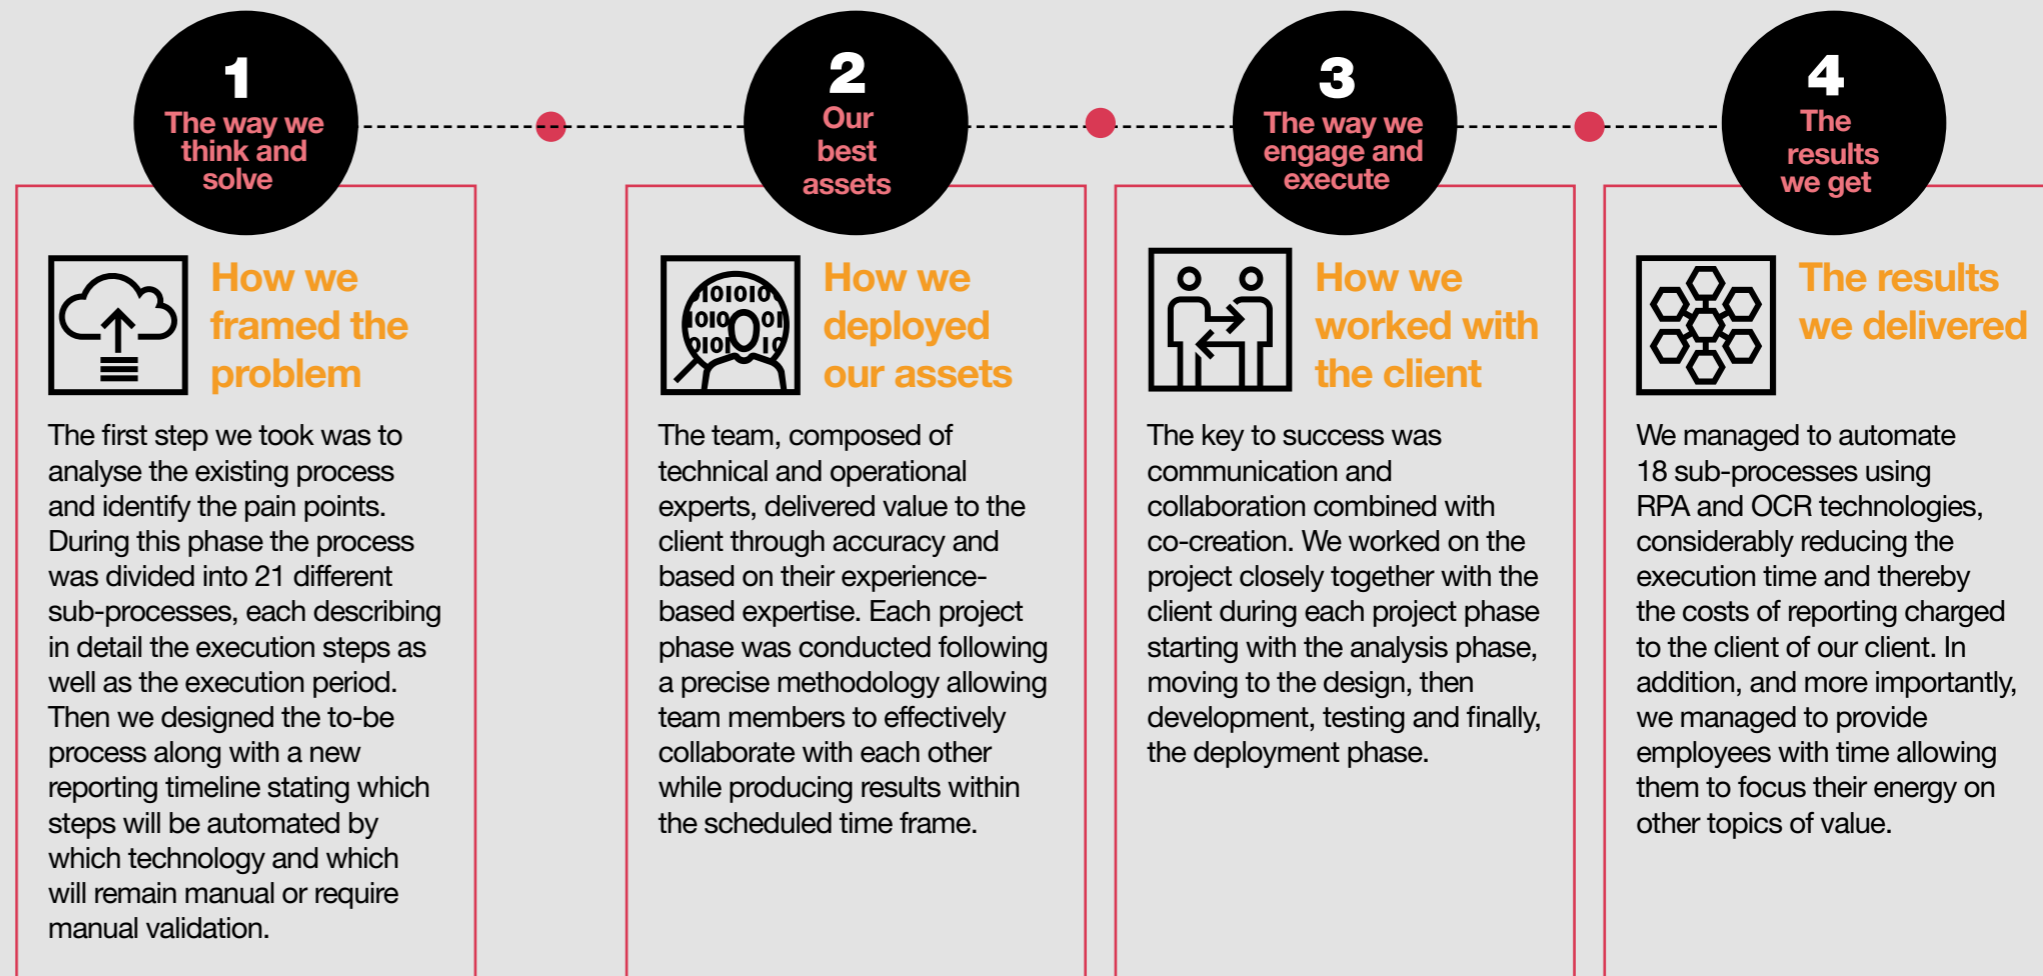 1
The way we
think and
solve
How we
framed the
problem
The first step we took was to
analyse the existing process
and identify the pain points.
During this phase the process
was divided into 21 different
sub-processes, each describing
in detail the execution steps as
well as the execution period.
Then we designed the to-be
process along with a new
reporting timeline stating which
steps will be automated by
which technology and which
will remain manual or require
manual validation.
2
Our
best
assets
How we
deployed
our assets
The team, composed of
technical and operational
experts, delivered value to the
client through accuracy and
based on their experience-
based expertise. Each project
phase was conducted following
a precise methodology allowing
team members to effectively
collaborate with each other
while producing results within
the scheduled time frame.
3
The way we
engage and
execute
How we
worked with
the client
The key to success was
communication and
collaboration combined with
co-creation. We worked on the
project closely together with the
client during each project phase
starting with the analysis phase,
moving to the design, then
development, testing and finally,
the deployment phase.
4
The
results
we get
The results
we delivered
We managed to automate
18 sub-processes using
RPA and OCR technologies,
considerably reducing the
execution time and thereby
the costs of reporting charged
to the client of our client. In
addition, and more importantly,
we managed to provide
employees with time allowing
them to focus their energy on
other topics of value.